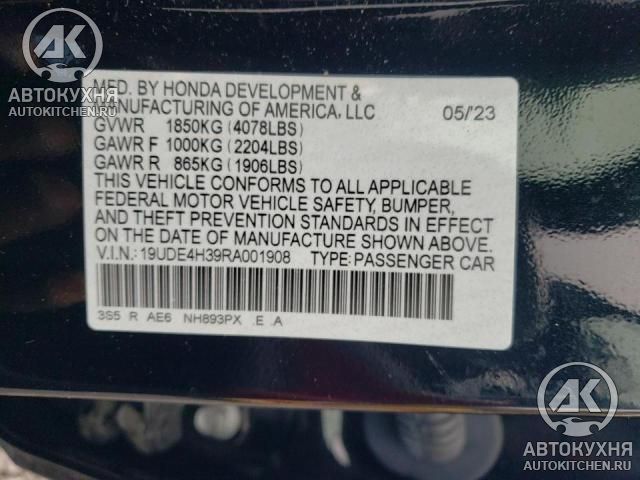 AK
АВТОКУХНЯ
AUTOKITCHEN.RU
MFD. BY HONDA DEVELOPMENT &
MANUFACTURING OF AMERICA, LLC 05/'23
GVWR 1850KG (4078LBS)
GAWR F 1000KG (2204LBS)
GAWR R 865KG (1906LBS)
THIS VEHICLE CONFORMS TO ALL APPLICABLE
FEDERAL MOTOR VEHICLE SAFETY, BUMPER,
AND THEFT PREVENTION STANDARDS IN EFFECT
ON THE DATE OF MANUFACTURE SHOWN ABOVE.
V.I.N.: 19UDE4H39RA001908 TYPE: PASSENGER CAR
3S5 R AE6 NH893PX .E .A
AK
АВТОКУХНЯ
AUTOKITCHEN.RU